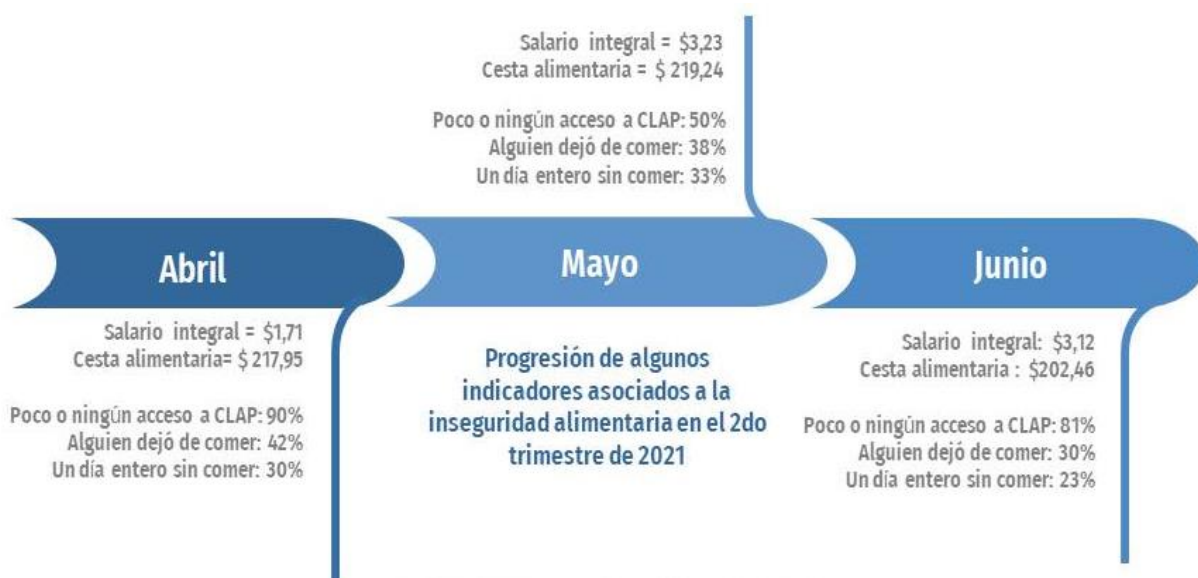 Salario integral = $3,23
Cesta alimentaria = $ 219,24
Poco o ningún acceso a CLAP: 50%
Alguien dejó de comer: 38%
Un día entero sin comer: 33%
Abril
Mayo
Junio
Salario integral = $1,71
Cesta alimentaria= $ 217,95
Poco o ningún acceso a CLAP: 90%
Alguien dejó de comer: 42%
Un día entero sin comer: 30%
Progresión de algunos
indicadores asociados a la
inseguridad alimentaria en el 2do
trimestre de 2021
Salario integral: $3,12
Cesta alimentaria : $202,46
Poco o ningún acceso a CLAP: 81%
Alguien dejó de comer: 30%
Un día entero sin comer: 23%